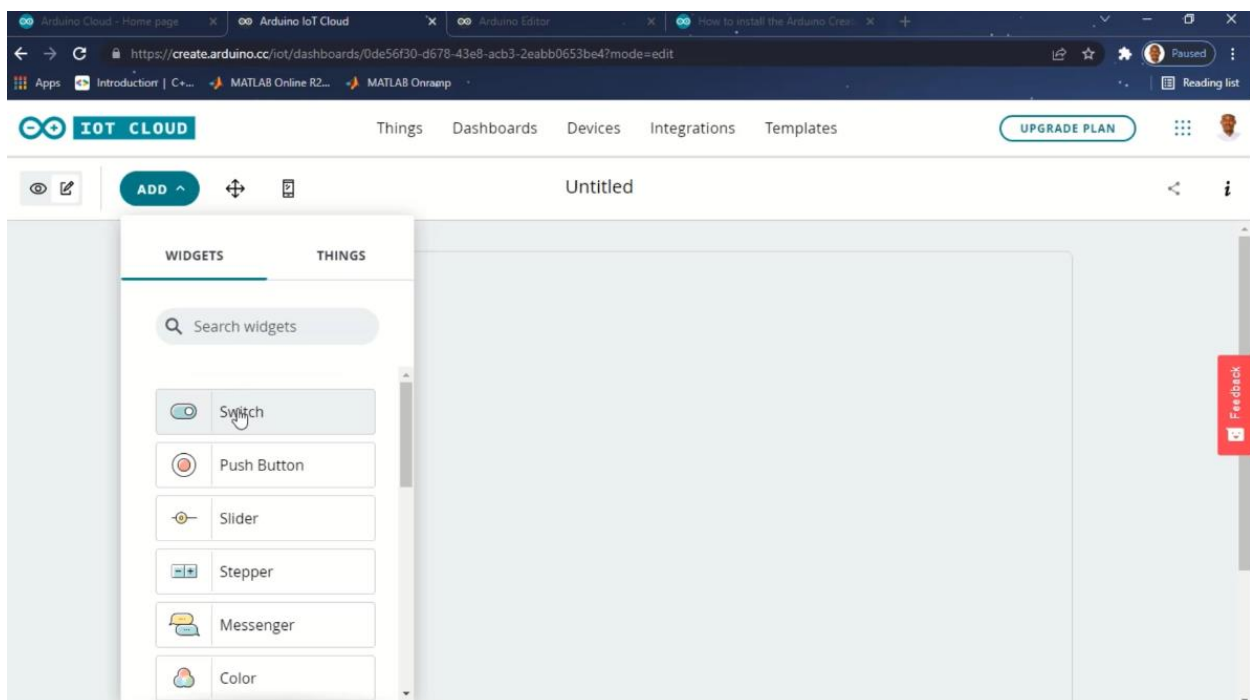 Arduino Cloud - Home page
Arduino IoT Cloud
Arduino Editor
How to install the Arduino Crea
https://create.arduino.cc/iot/dashboards/0de56f30-d678-43e8-acb3-2eabb0653be4?mode=edit
Paused
Apps
Introduction | C+...
MATLAB Online R2...
MATLAB Onramp
Reading list
IOT CLOUD
Things
Dashboards
Devices
Integrations
Templates
UPGRADE PLAN
ADD
Untitled
i
WIDGETS
THINGS
Search widgets
Switch
Push Button
Slider
Stepper
Messenger
Color
Feedback